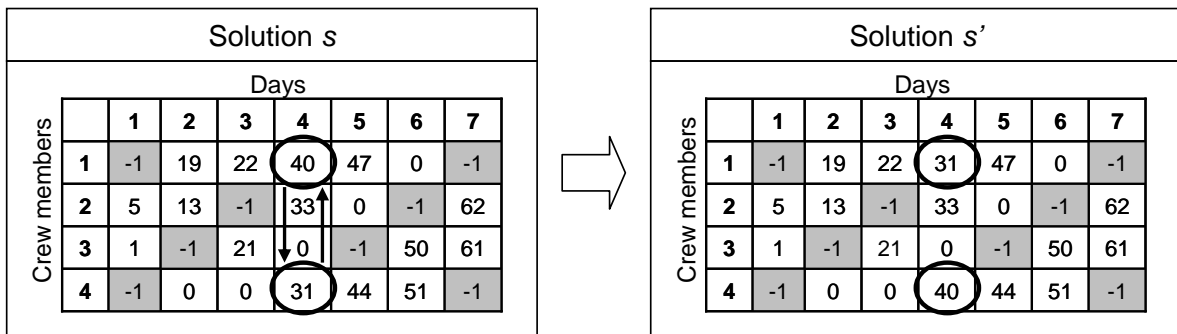 Solution s
Days
Crew members
1 2 3 4 5 6 7
1 -1 19 22 40 47 0 -1
2 5 13 -1 33 0 -1 62
3 1 -1 21 0 -1 50 61
4 -1 0 0 31 44 51 -1
Solution s’
Days
Crew members
1 2 3 4 5 6 7
1 -1 19 22 31 47 0 -1
2 5 13 -1 33 0 -1 62
3 1 -1 21 0 -1 50 61
4 -1 0 0 40 44 51 -1